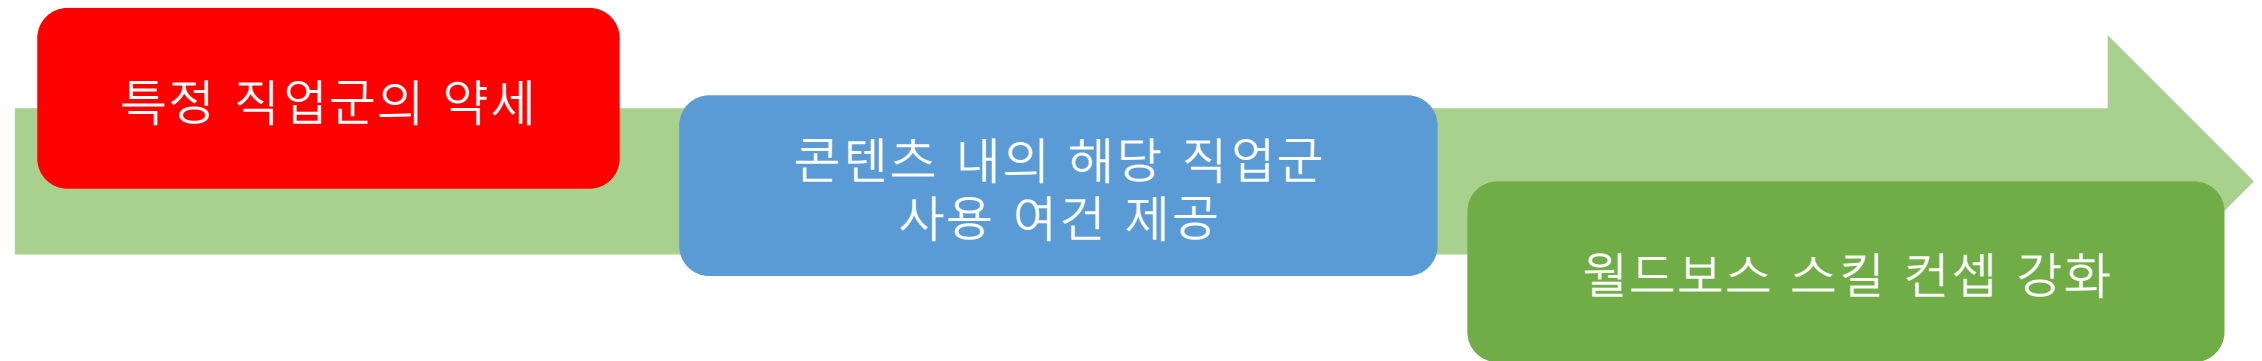 특정 직업군의 약세
콘텐츠 내의 해당 직업군
사용 여건 제공
월드보스 스킬 컨셉 강화